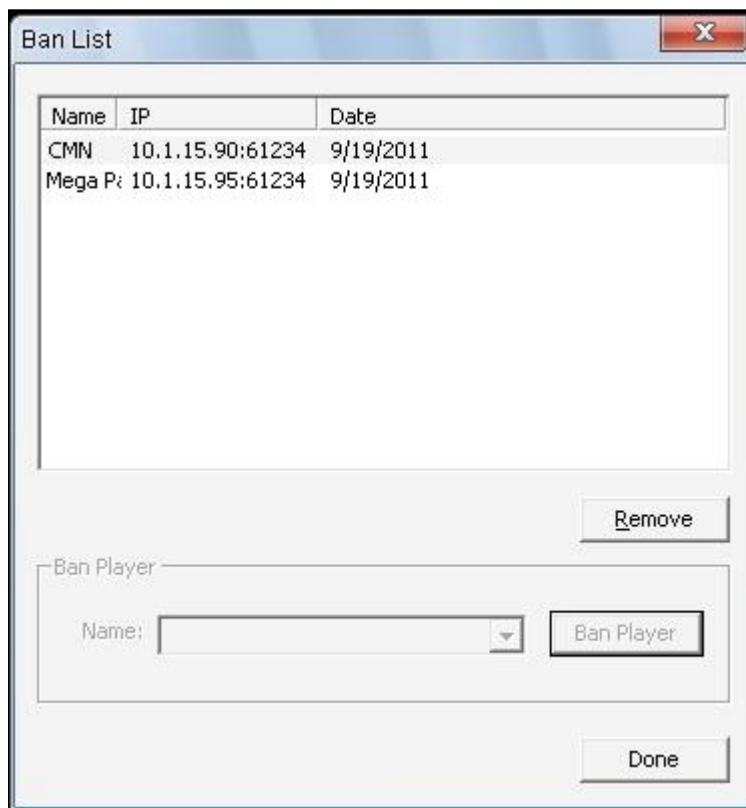 Ban List
Name IP Date
CMN 10.1.15.90:61234 9/19/2011
Mega 10.1.15.95:61234 9/19/2011
Remove
Ban Player
Name: Ban Player
Done